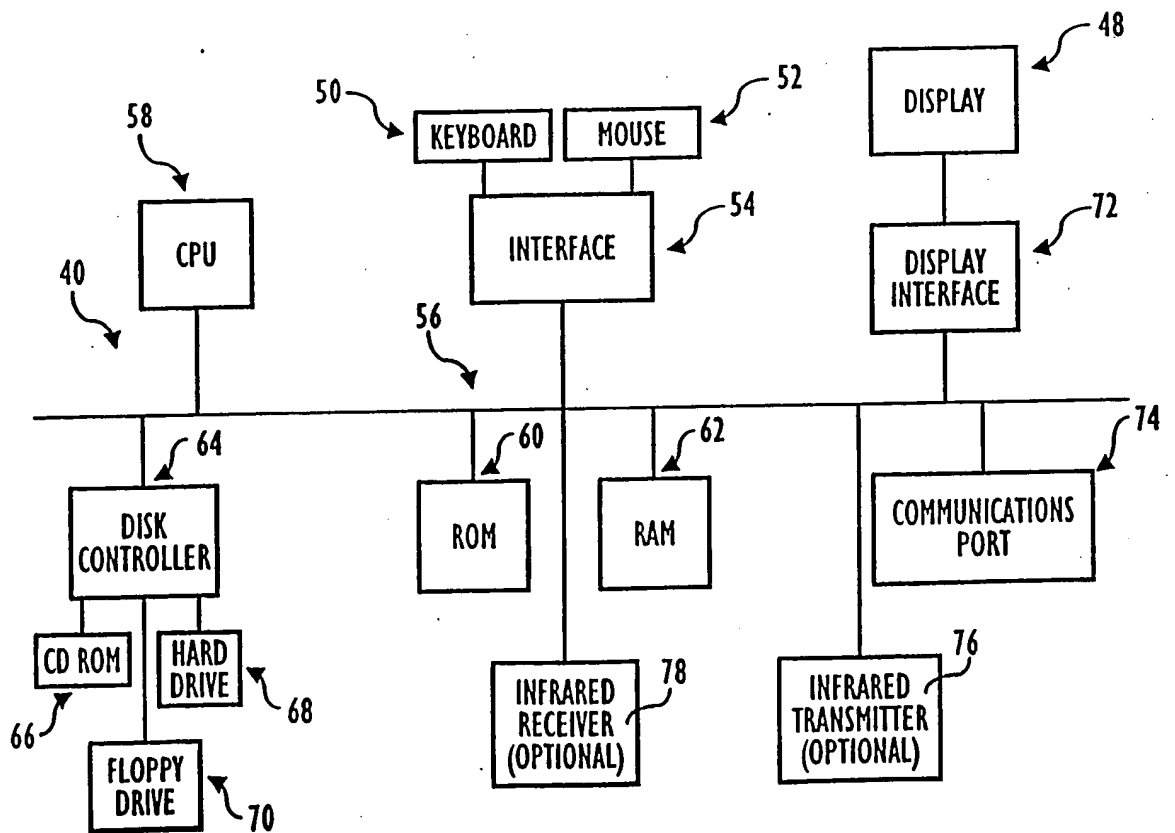 48
DISPLAY
50
52
KEYBOARD
MOUSE
58
CPU
INTERFACE
54
72
DISPLAY
INTERFACE
40
56
64
60
62
74
DISK
CONTROLLER
ROM
RAM
COMMUNICATIONS
PORT
CD ROM
HARD
DRIVE
66
68
INFRARED
RECEIVER
(OPTIONAL)
78
INFRARED
TRANSMITTER
(OPTIONAL)
76
FLOPPY
DRIVE
70